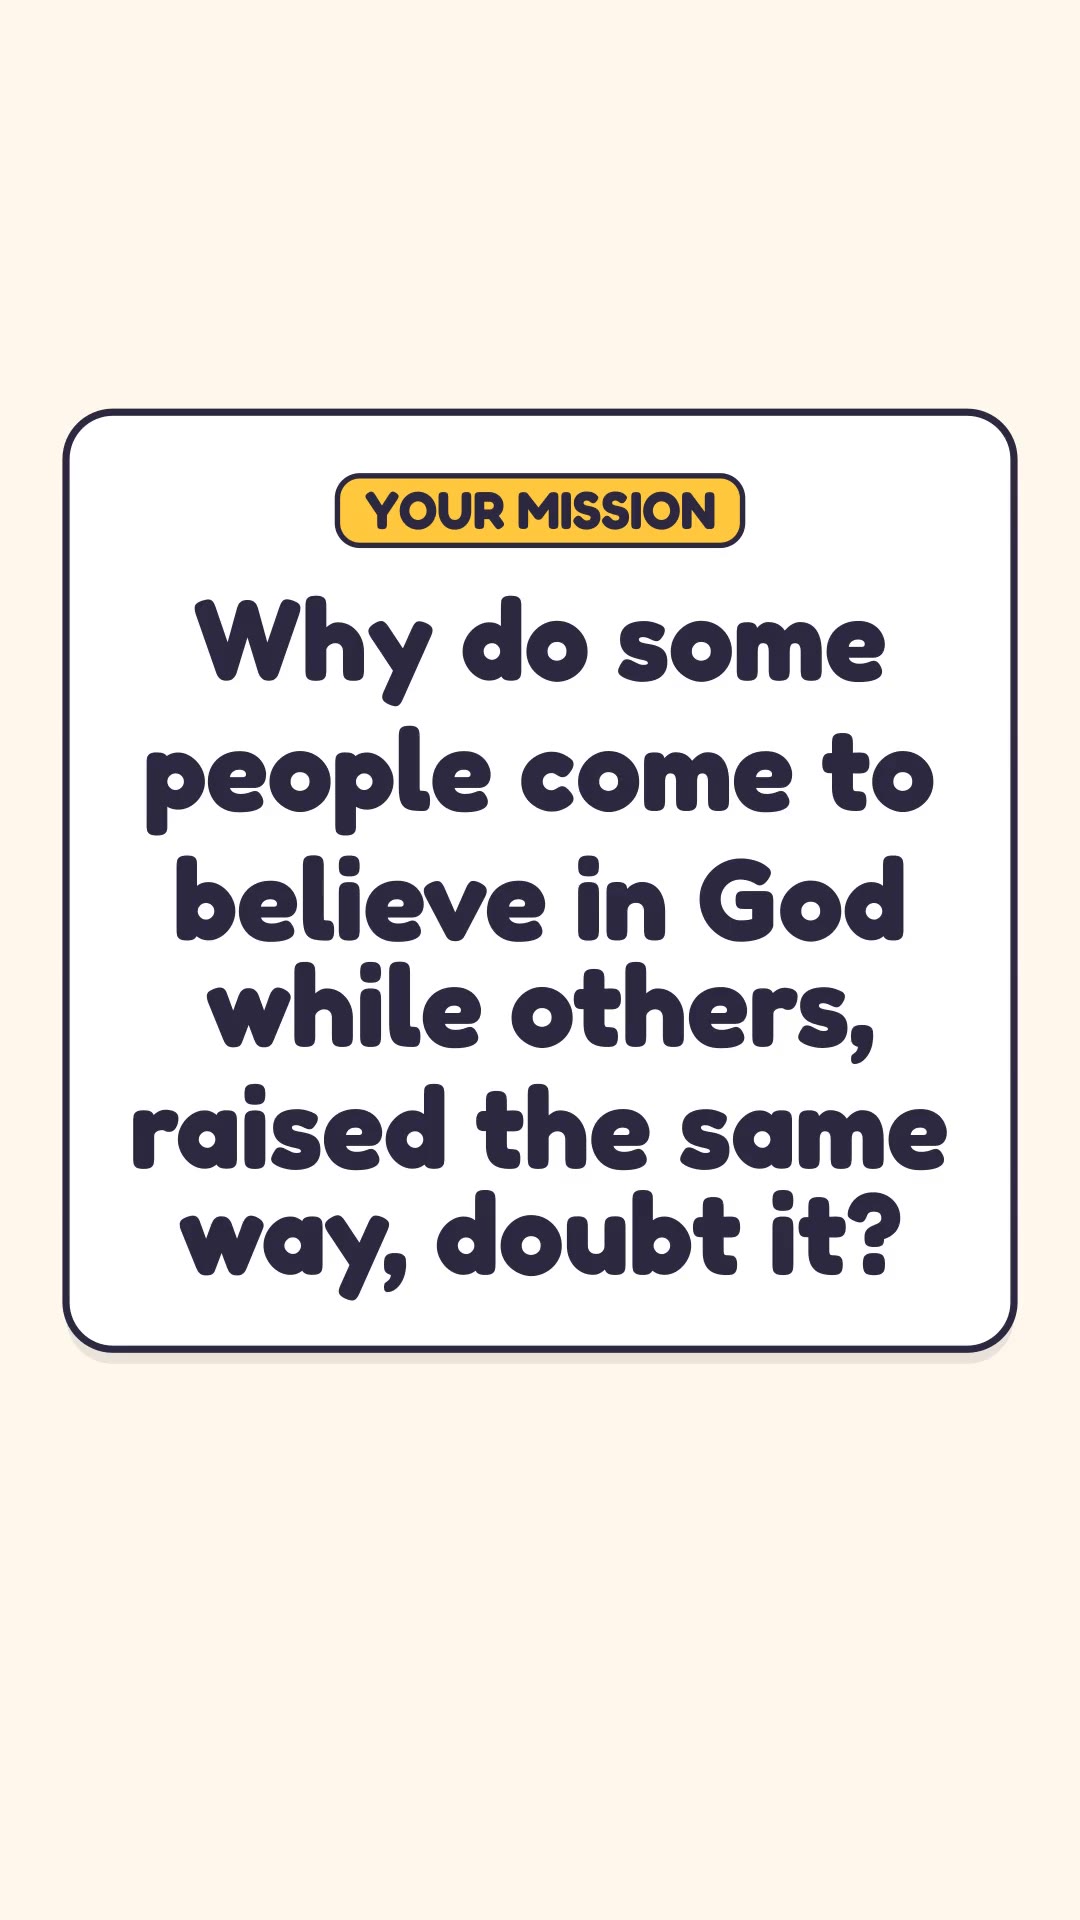 YOUR MISSION
Why do some
people come to
believe in God
while others,
raised the same
way, doubt it?